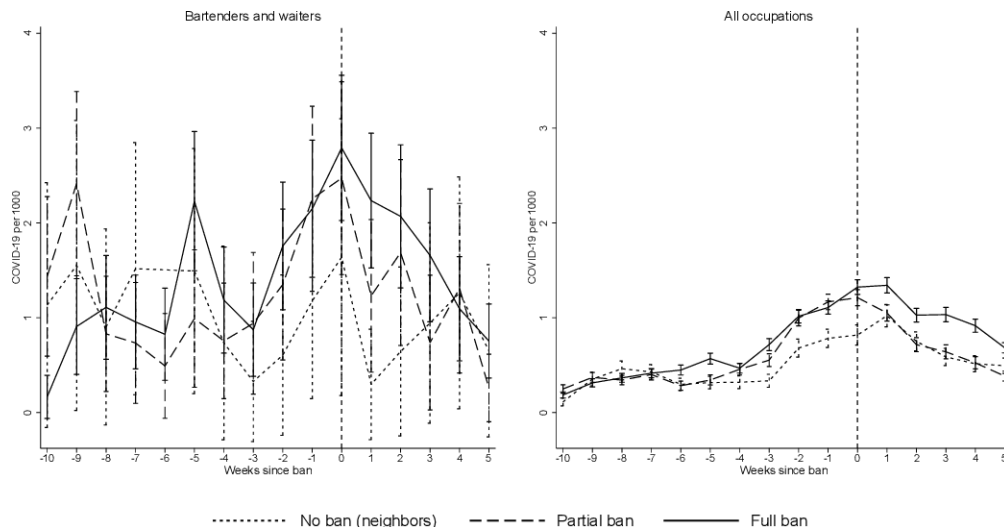 Bartenders and waiters
COVID-19 per 1000
4
3
2
1
0
-10 -9 -8 -7 -6 -5 -4 -3 -2 -1 0 1 2 3 4 5
Weeks since ban
All occupations
COVID-19 per 1000
4
3
2
1
0
-10 -9 -8 -7 -6 -5 -4 -3 -2 -1 0 1 2 3 4 5
Weeks since ban
No ban (neighbors) Partial ban Full ban